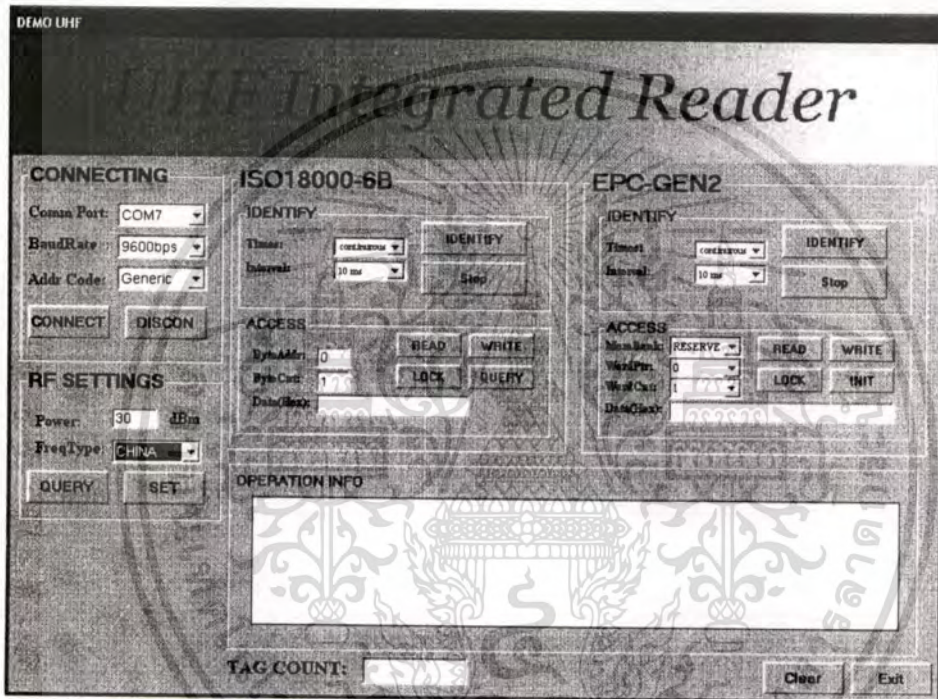 DEMO UHF
UHF Integrated Reader
CONNECTING
Comm Port: COM7
BaudRate : 9600bps
Addr Code: Generic
CONNECT DISCON
RF SETTINGS
Power: 30 dBm
FreqType: CHINA
QUERY SET
ISO18000-6B
IDENTIFY
Times: continurous IDENTIFY
Interval: 10 ms Stop
ACCESS
ByteAddr: 0 READ WRITE
ByteCnt: 1 LOCK QUERY
Data(Hex):
EPC-GEN2
IDENTIFY
Times: continurous IDENTIFY
Interval: 10 ms Stop
ACCESS
MemBank: RESERVE READ WRITE
WordPtr: 0
WordCnt: 1 LOCK INIT
Data(Hex):
OPERATION INFO
TAG COUNT:
Clear Exit